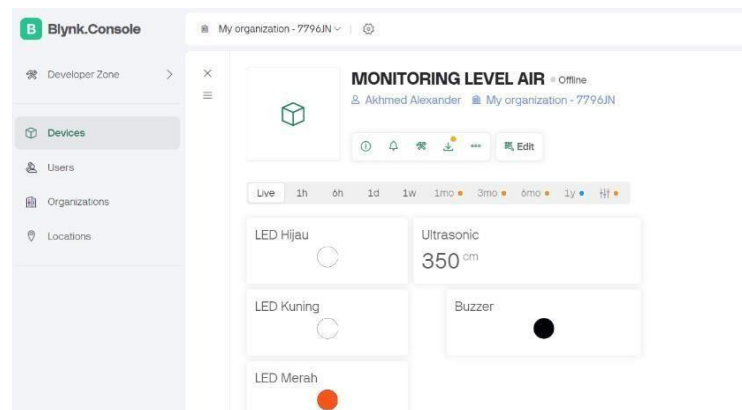 B Blynk.Console
My organization - 7796JN
Developer Zone
Devices
Users
Organizations
Locations
MONITORING LEVEL AIR Offline
Akhmed Alexander My organization - 7796JN
Edit
Live 1h 6h 1d 1w 1mo 3mo 6mo 1y
LED Hijau
Ultrasonic
350 cm
LED Kuning
Buzzer
LED Merah